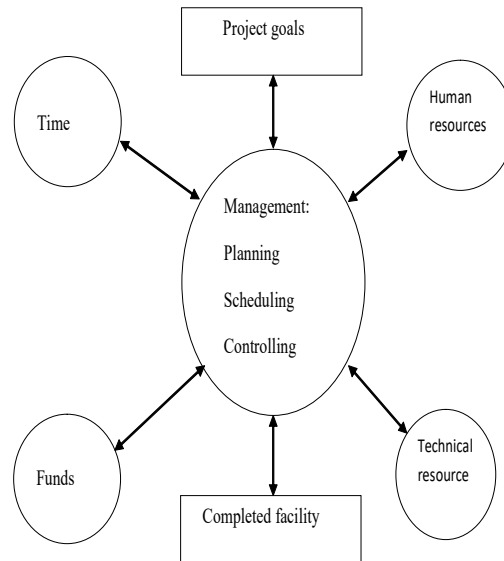 Project goals
Time
Human
resources
Management:
Planning
Scheduling
Controlling
Funds
Technical
resource
Completed facility